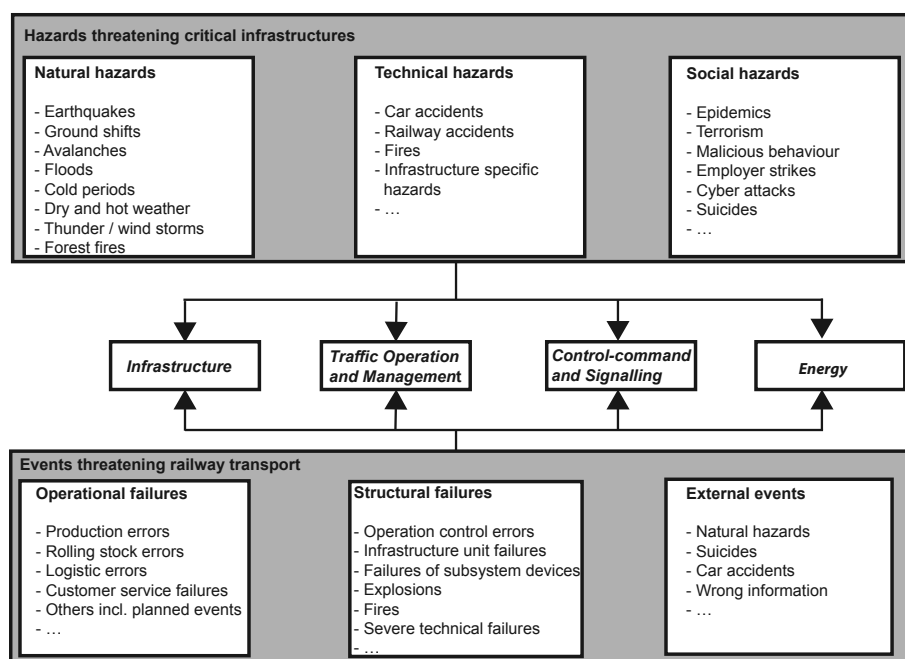 Hazards threatening critical infrastructures
Natural hazards
- Earthquakes
- Ground shifts
- Avalanches
- Floods
- Cold periods
- Dry and hot weather
- Thunder / wind storms
- Forest fires
Technical hazards
- Car accidents
- Railway accidents
- Fires
- Infrastructure specific
hazards
- …
Social hazards
- Epidemics
- Terrorism
- Malicious behaviour
- Employer strikes
- Cyber attacks
- Suicides
- …
Infrastructure
Traffic Operation
and Management
Control-command
and Signalling
Energy
Events threatening railway transport
Operational failures
- Production errors
- Rolling stock errors
- Logistic errors
- Customer service failures
- Others incl. planned events
- …
Structural failures
- Operation control errors
- Infrastructure unit failures
- Failures of subsystem devices
- Explosions
- Fires
- Severe technical failures
- …
External events
- Natural hazards
- Suicides
- Car accidents
- Wrong information
- …